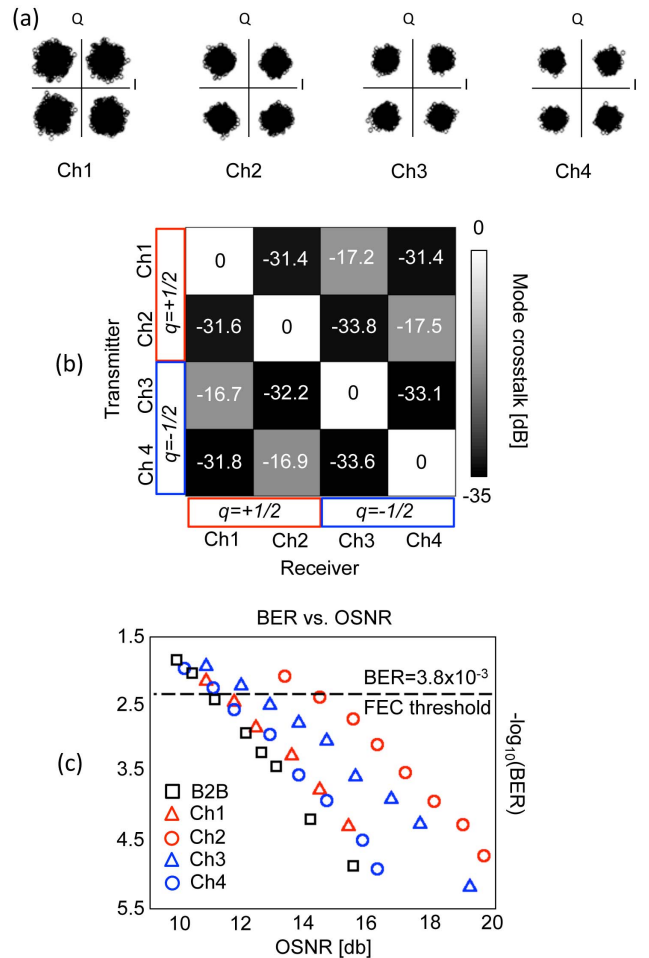 (a)
Q Q Q Q
I I I I
Ch1 Ch2 Ch3 Ch4
(b)
Transmitter
q=+1/2
q=-1/2
Ch1 0 -31.4 -17.2 -31.4
Ch2 -31.6 0 -33.8 -17.5
Ch3 -16.7 -32.2 0 -33.1
Ch 4 -31.8 -16.9 -33.6 0
q=+1/2 q=-1/2
Ch1 Ch2 Ch3 Ch4
Receiver
0
Mode crosstalk [dB]
-35
(c)
BER vs. OSNR
1.5
2.5
3.5
4.5
5.5
BER=3.8x10⁻³
FEC threshold
-log₁₀(BER)
B2B
Ch1
Ch2
Ch3
Ch4
10 12 14 16 18 20
OSNR [db]